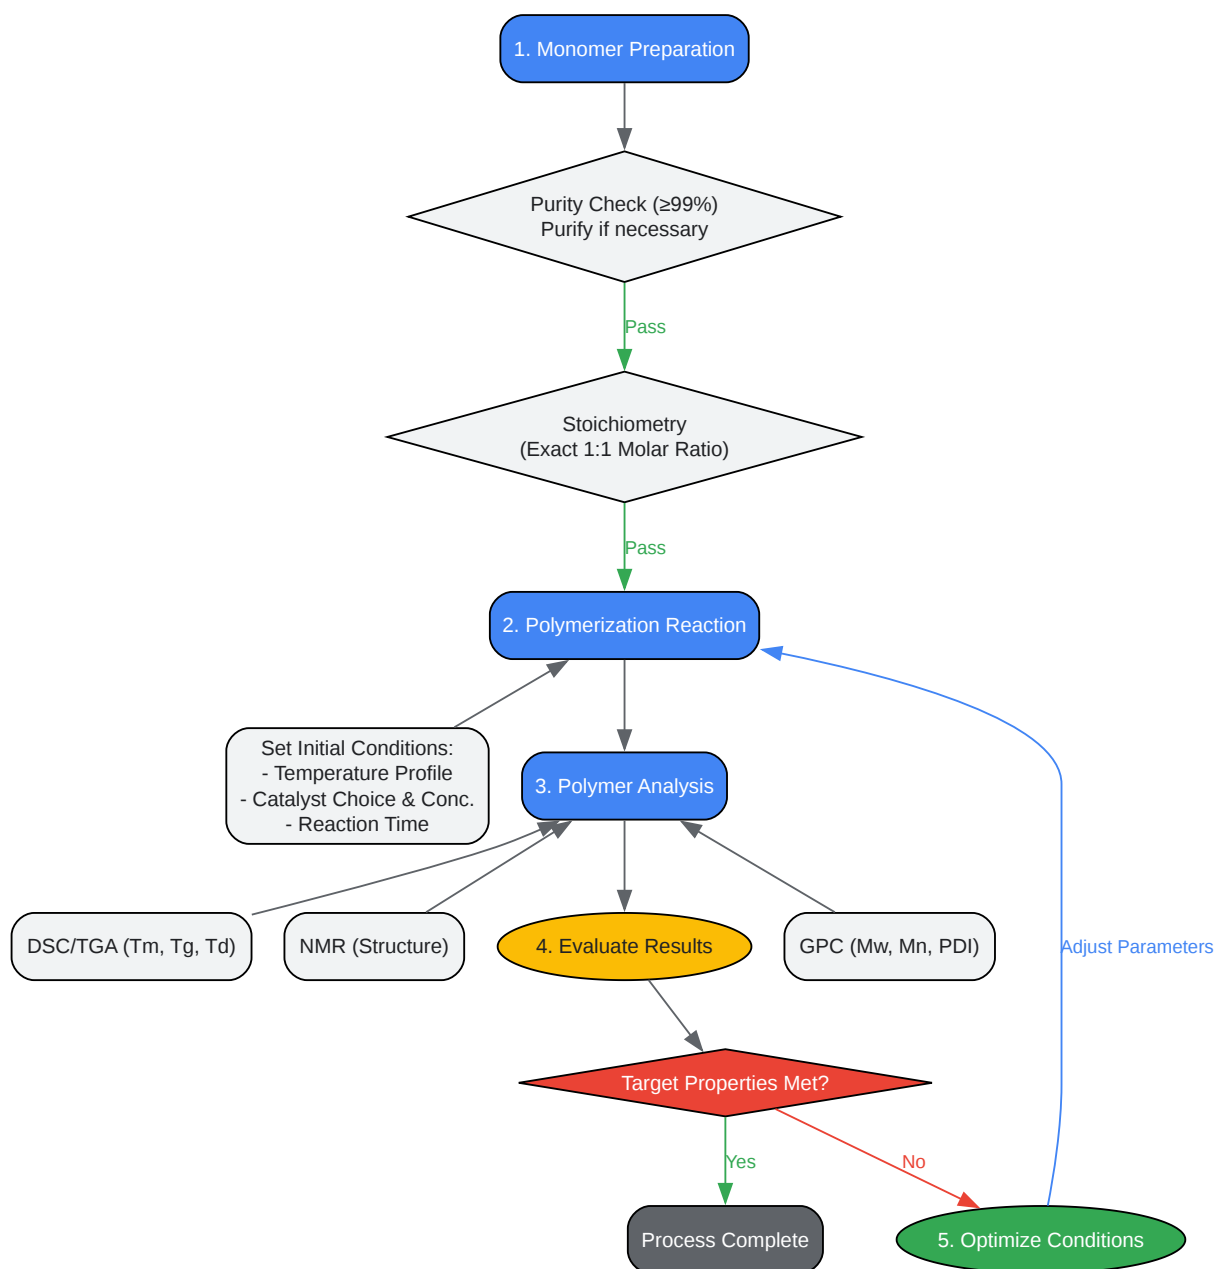 1. Monomer Preparation
Purity Check (≥99%)
Purify if necessary
Pass
Stoichiometry
(Exact 1:1 Molar Ratio)
Pass
2. Polymerization Reaction
Set Initial Conditions:
- Temperature Profile
- Catalyst Choice & Conc.
- Reaction Time
3. Polymer Analysis
DSC/TGA (Tm, Tg, Td)
NMR (Structure)
4. Evaluate Results
GPC (Mw, Mn, PDI)
Adjust Parameters
Target Properties Met?
Yes
No
Process Complete
5. Optimize Conditions